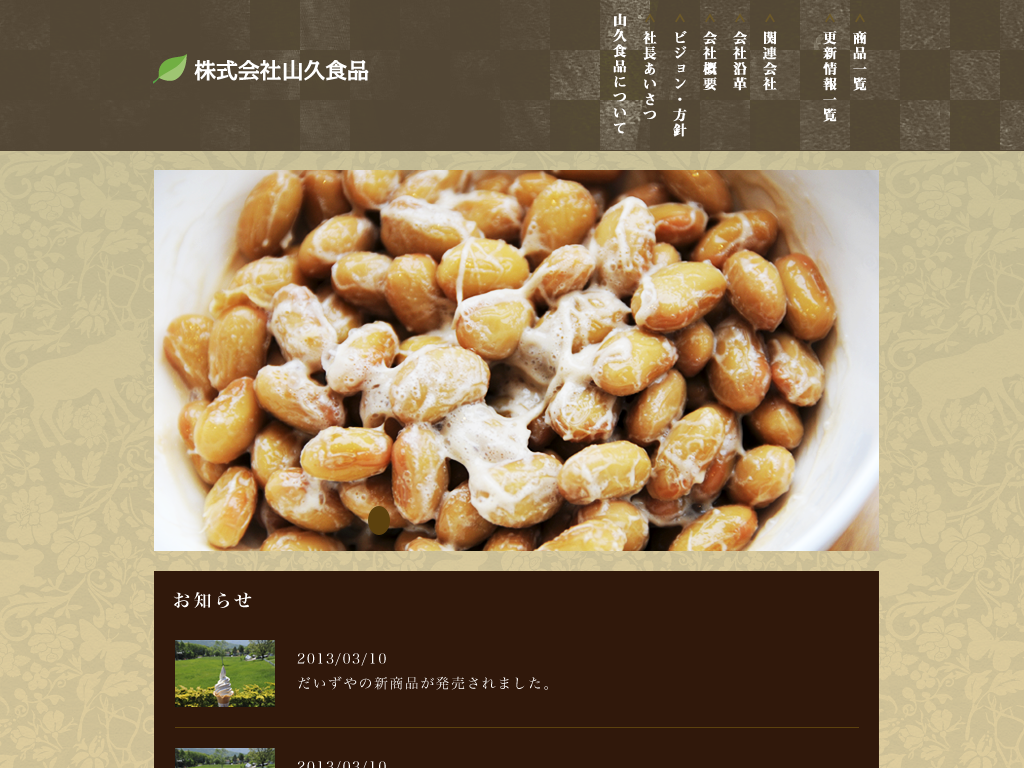 株式会社山久食品
山久食品について
社長あいさつ
ビジョン・方針
会社概要
会社沿革
関連会社
更新情報一覧
商品一覧
お知らせ
2013/03/10
だいずやの新商品が発売されました。
2013/03/10